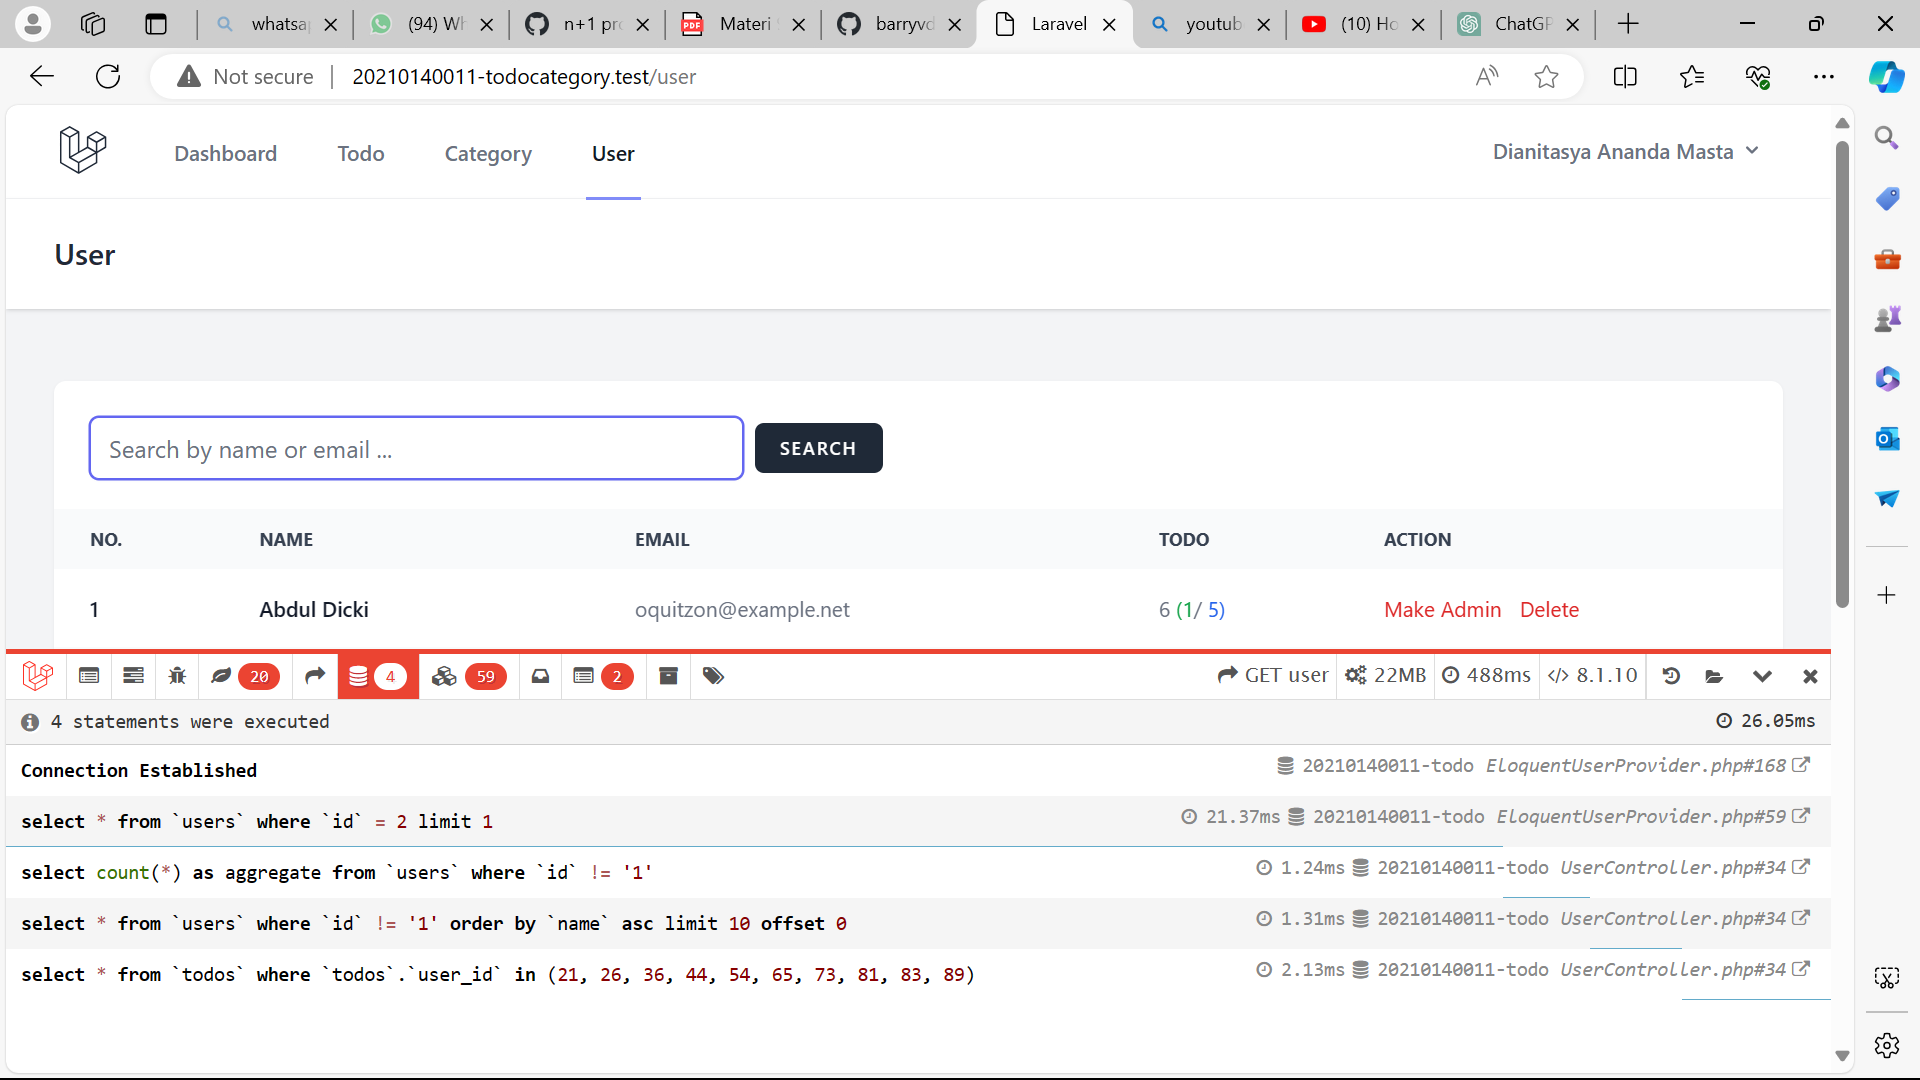 whatsap
(94) Wh
n+1 pro
Materi
barryvd
Laravel
youtub
(10) Ho
ChatGP
Not secure
20210140011-todocategory.test/user
Dashboard
Todo
Category
User
Dianitasya Ananda Masta
User
Search by name or email ...
SEARCH
NO. NAME EMAIL TODO ACTION
1 Abdul Dicki oquitzon@example.net 6 (1/ 5) Make Admin Delete
20 4 59 2 GET user 22MB 488ms 8.1.10
4 statements were executed 26.05ms
Connection Established 20210140011-todo EloquentUserProvider.php#168
select * from `users` where `id` = 2 limit 1 21.37ms 20210140011-todo EloquentUserProvider.php#59
select count(*) as aggregate from `users` where `id` != '1' 1.24ms 20210140011-todo UserController.php#34
select * from `users` where `id` != '1' order by `name` asc limit 10 offset 0 1.31ms 20210140011-todo UserController.php#34
select * from `todos` where `todos`.`user_id` in (21, 26, 36, 44, 54, 65, 73, 81, 83, 89) 2.13ms 20210140011-todo UserController.php#34